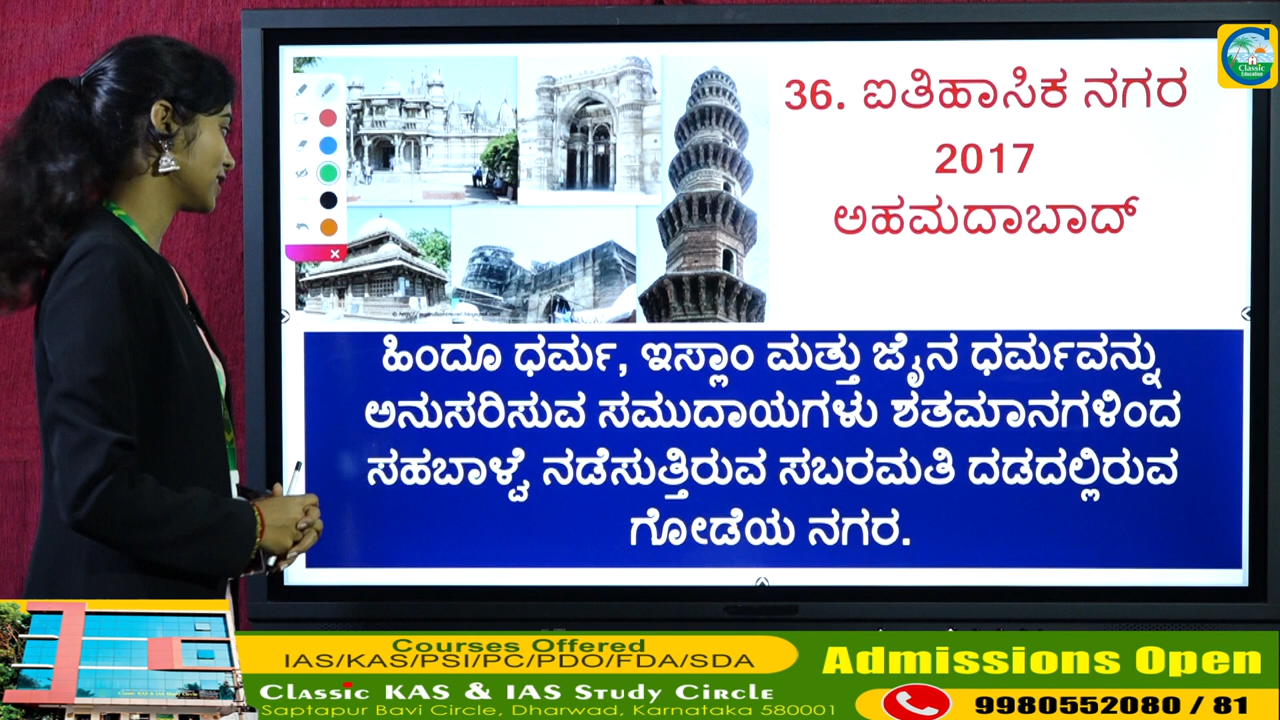 Classic
Education
36. ಐತಿಹಾಸಿಕ ನಗರ
2017
ಅಹಮದಾಬಾದ್
ಹಿಂದೂ ಧರ್ಮ, ಇಸ್ಲಾಂ ಮತ್ತು ಜೈನ ಧರ್ಮವನ್ನು
ಅನುಸರಿಸುವ ಸಮುದಾಯಗಳು ಶತಮಾನಗಳಿಂದ
ಸಹಬಾಳ್ವೆ ನಡೆಸುತ್ತಿರುವ ಸಬರಮತಿ ದಡದಲ್ಲಿರುವ
ಗೋಡೆಯ ನಗರ.
Courses Offered
IAS/KAS/PSI/PC/PDO/FDA/SDA
Classic KAS & IAS Study Circle
Saptapur Bavi Circle, Dharwad, Karnataka 580001
Admissions Open
9980552080 / 81